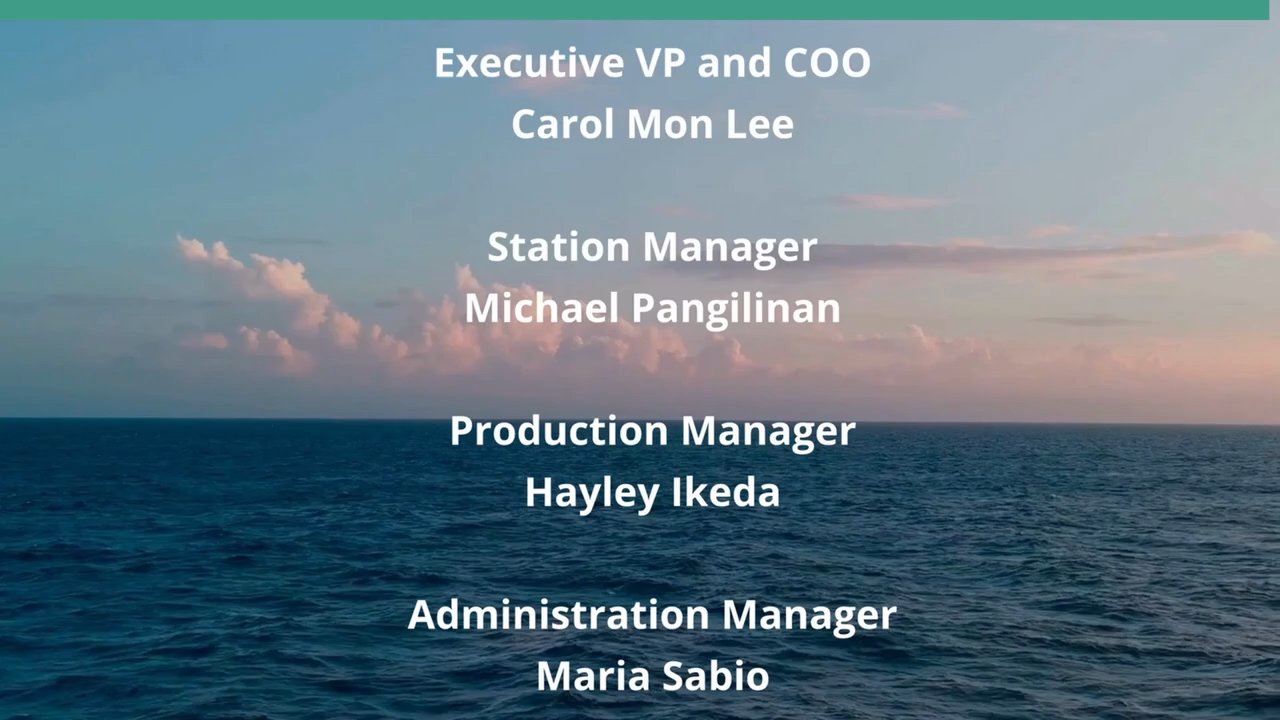 Executive VP and COO
Carol Mon Lee
Station Manager
Michael Pangilinan
Production Manager
Hayley Ikeda
Administration Manager
Maria Sabio